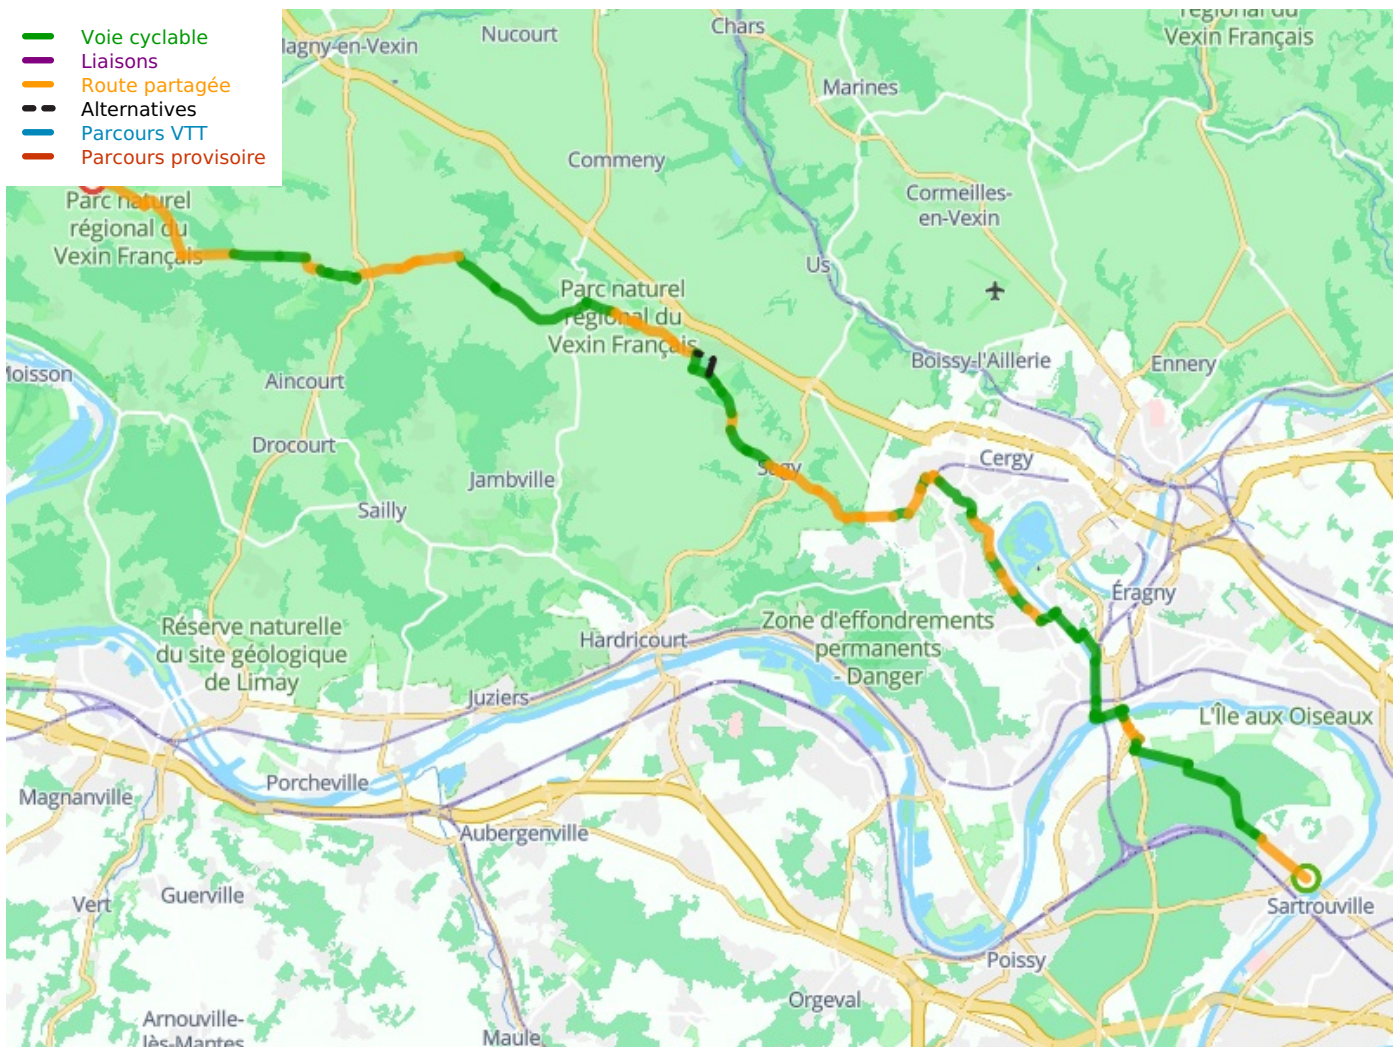 Voie cyclable
Liaisons
Route partagée
Alternatives
Parcours VTT
Parcours provisoire
Nucourt
Chars
régional du
Vexin Français
Marines
Commeny
Cormeilles-
en-Vexin
Parc naturel
régional du
Vexin Français
Us
Parc naturel
régional du
Vexin Français
Boissy-l'Aillerie
Ennery
Aincourt
Drocourt
Sagy
Cergy
Jambville
Sailly
Éragny
Réserve naturelle
du site géologique
de Limay
Hardricourt
Zone d'effondrements
permanents
- Danger
Juziers
L'Île aux Oiseaux
Porcheville
Magnanville
Aubergenville
Guerville
Vert
Sartrouville
Poissy
Orgeval
Arnouville-
lès-Mantes
Maule